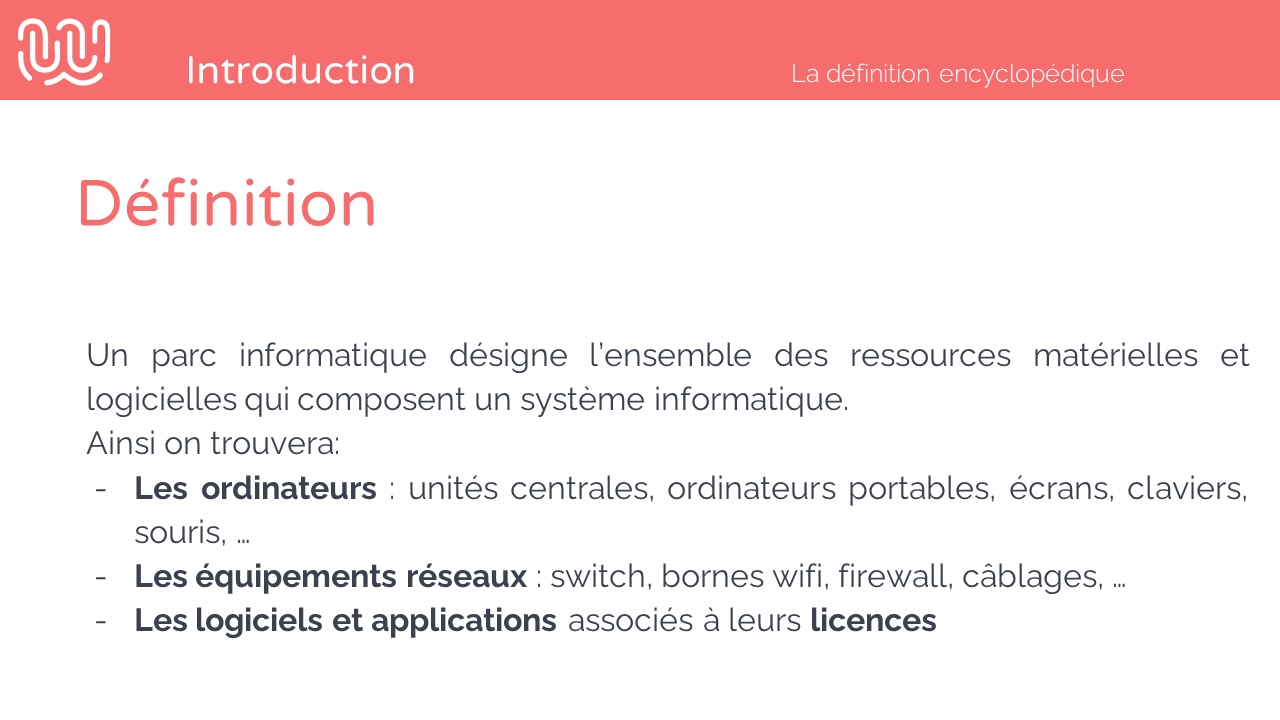 Introduction
La définition encyclopédique
Définition
Un parc informatique désigne l’ensemble des ressources matérielles et
logicielles qui composent un système informatique.
Ainsi on trouvera:
- Les ordinateurs : unités centrales, ordinateurs portables, écrans, claviers,
souris, …
- Les équipements réseaux : switch, bornes wifi, firewall, câblages, …
- Les logiciels et applications associés à leurs licences